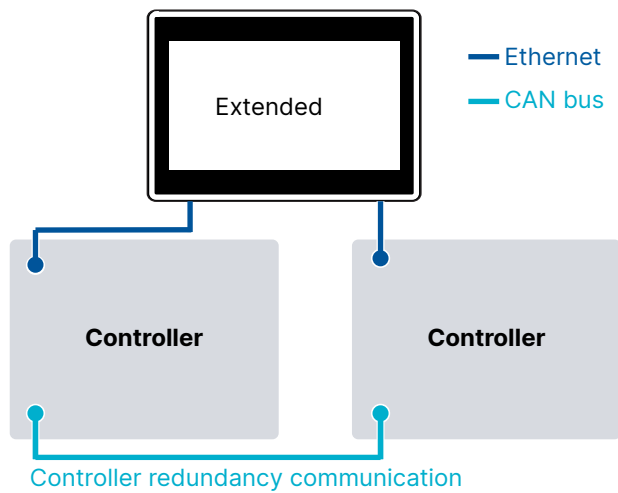 Extended
Ethernet
CAN bus
Controller
Controller
Controller redundancy communication